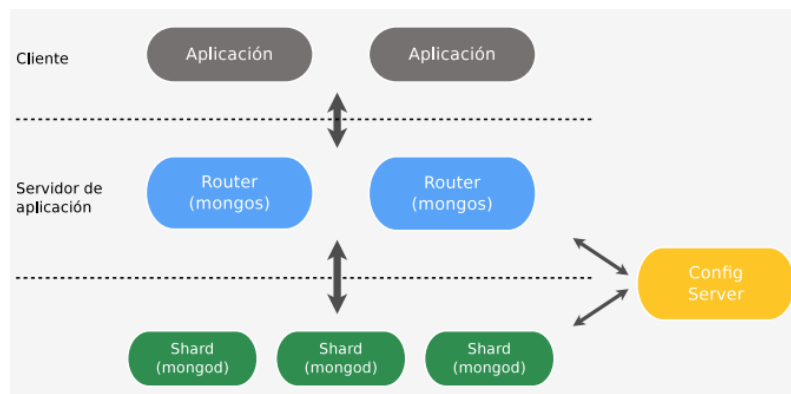 Cliente
Aplicación
Aplicación
Servidor de
aplicación
Router
(mongos)
Router
(mongos)
Config
Server
Shard
(mongod)
Shard
(mongod)
Shard
(mongod)